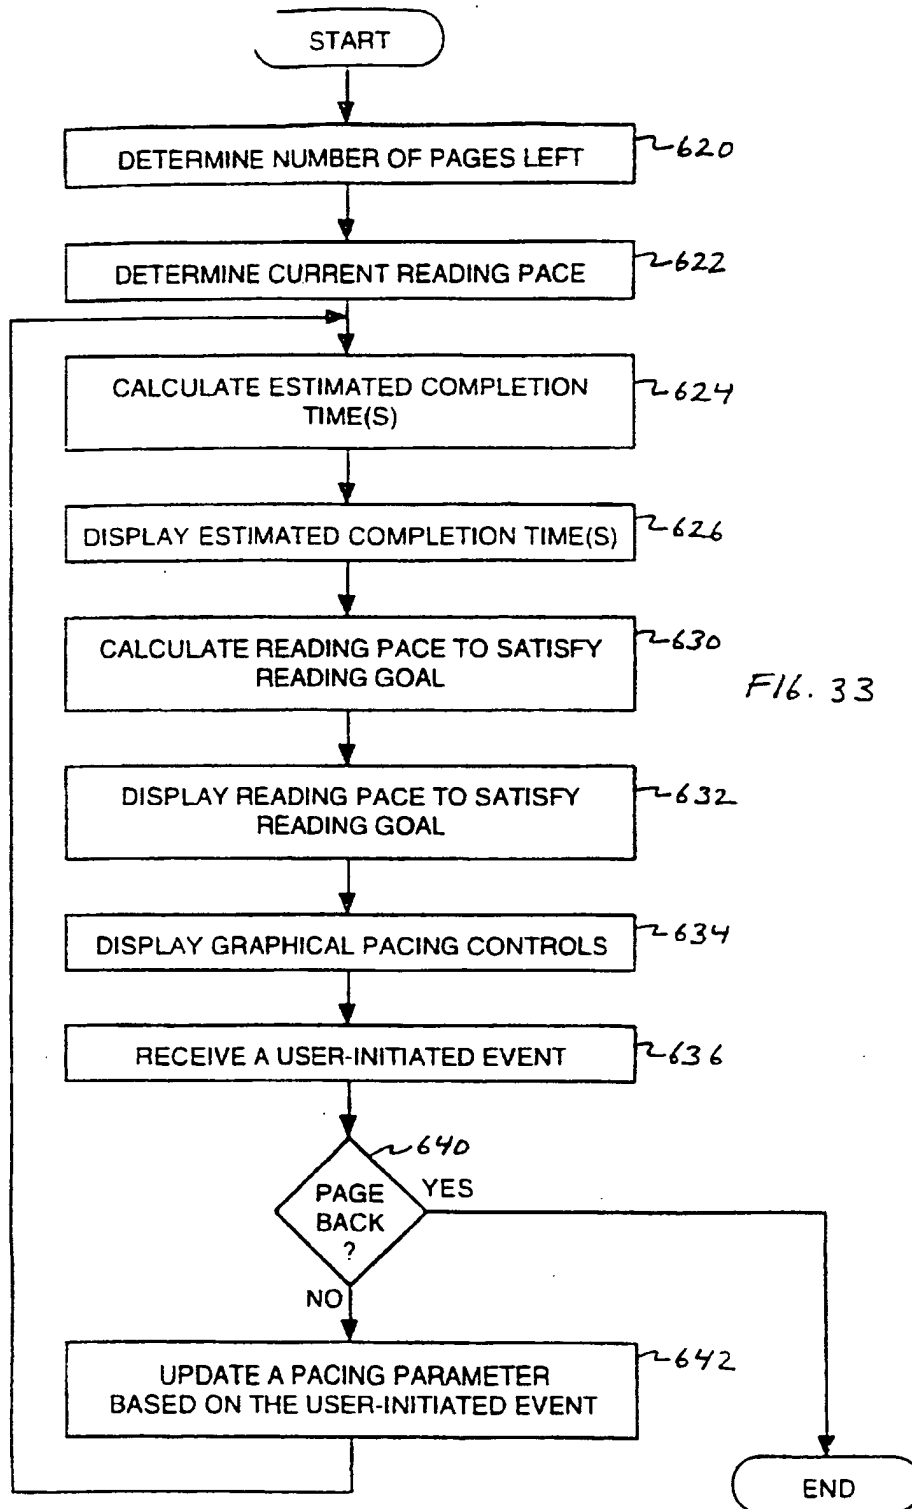 START
DETERMINE NUMBER OF PAGES LEFT
620
DETERMINE CURRENT READING PACE
622
CALCULATE ESTIMATED COMPLETION
TIME(S)
624
DISPLAY ESTIMATED COMPLETION TIME(S)
626
CALCULATE READING PACE TO SATISFY
READING GOAL
630
FIG. 33
DISPLAY READING PACE TO SATISFY
READING GOAL
632
DISPLAY GRAPHICAL PACING CONTROLS
634
RECEIVE A USER-INITIATED EVENT
636
640
PAGE
BACK
?
YES
NO
UPDATE A PACING PARAMETER
BASED ON THE USER-INITIATED EVENT
642
END